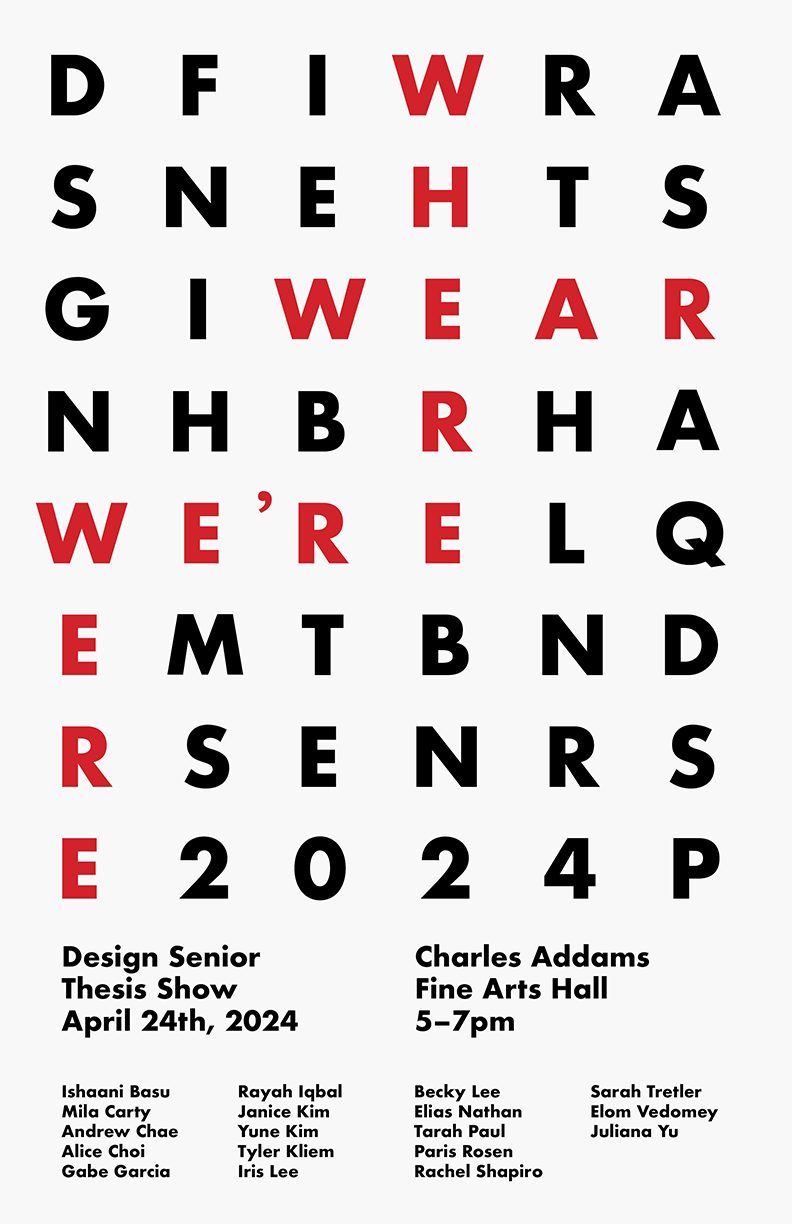 D F I W R A
S N E H T S
G I W E A R
N H B R H A
W E ’ R E L Q
E M T B N D
R S E N R S
E 2 0 2 4 P
Design Senior
Thesis Show
April 24th, 2024
Charles Addams
Fine Arts Hall
5–7pm
Ishaani Basu
Mila Carty
Andrew Chae
Alice Choi
Gabe Garcia
Rayah Iqbal
Janice Kim
Yune Kim
Tyler Kliem
Iris Lee
Becky Lee
Elias Nathan
Tarah Paul
Paris Rosen
Rachel Shapiro
Sarah Tretler
Elom Vedomey
Juliana Yu